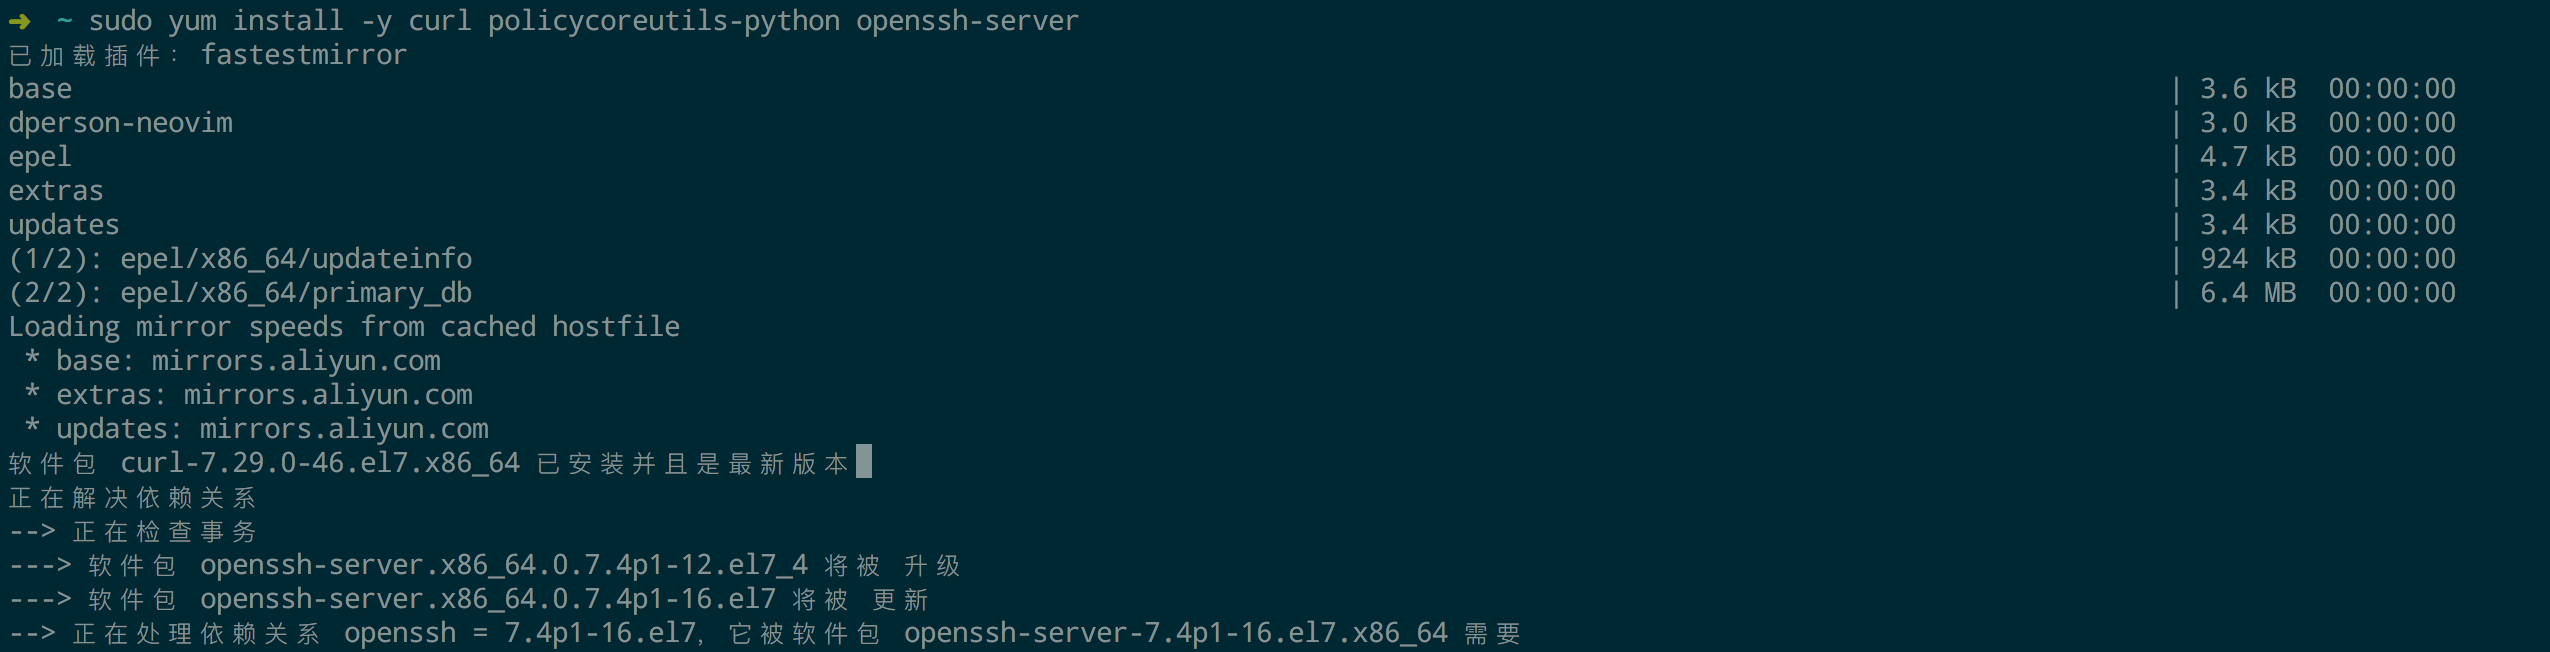 ➜  ~ sudo yum install -y curl policycoreutils-python openssh-server
已加载插件：fastestmirror
base | 3.6 kB  00:00:00
dperson-neovim | 3.0 kB  00:00:00
epel | 4.7 kB  00:00:00
extras | 3.4 kB  00:00:00
updates | 3.4 kB  00:00:00
(1/2): epel/x86_64/updateinfo | 924 kB  00:00:00
(2/2): epel/x86_64/primary_db | 6.4 MB  00:00:00
Loading mirror speeds from cached hostfile
 * base: mirrors.aliyun.com
 * extras: mirrors.aliyun.com
 * updates: mirrors.aliyun.com
软件包 curl-7.29.0-46.el7.x86_64 已安装并且是最新版本
正在解决依赖关系
--> 正在检查事务
---> 软件包 openssh-server.x86_64.0.7.4p1-12.el7_4 将被 升级
---> 软件包 openssh-server.x86_64.0.7.4p1-16.el7 将被 更新
--> 正在处理依赖关系 openssh = 7.4p1-16.el7，它被软件包 openssh-server-7.4p1-16.el7.x86_64 需要